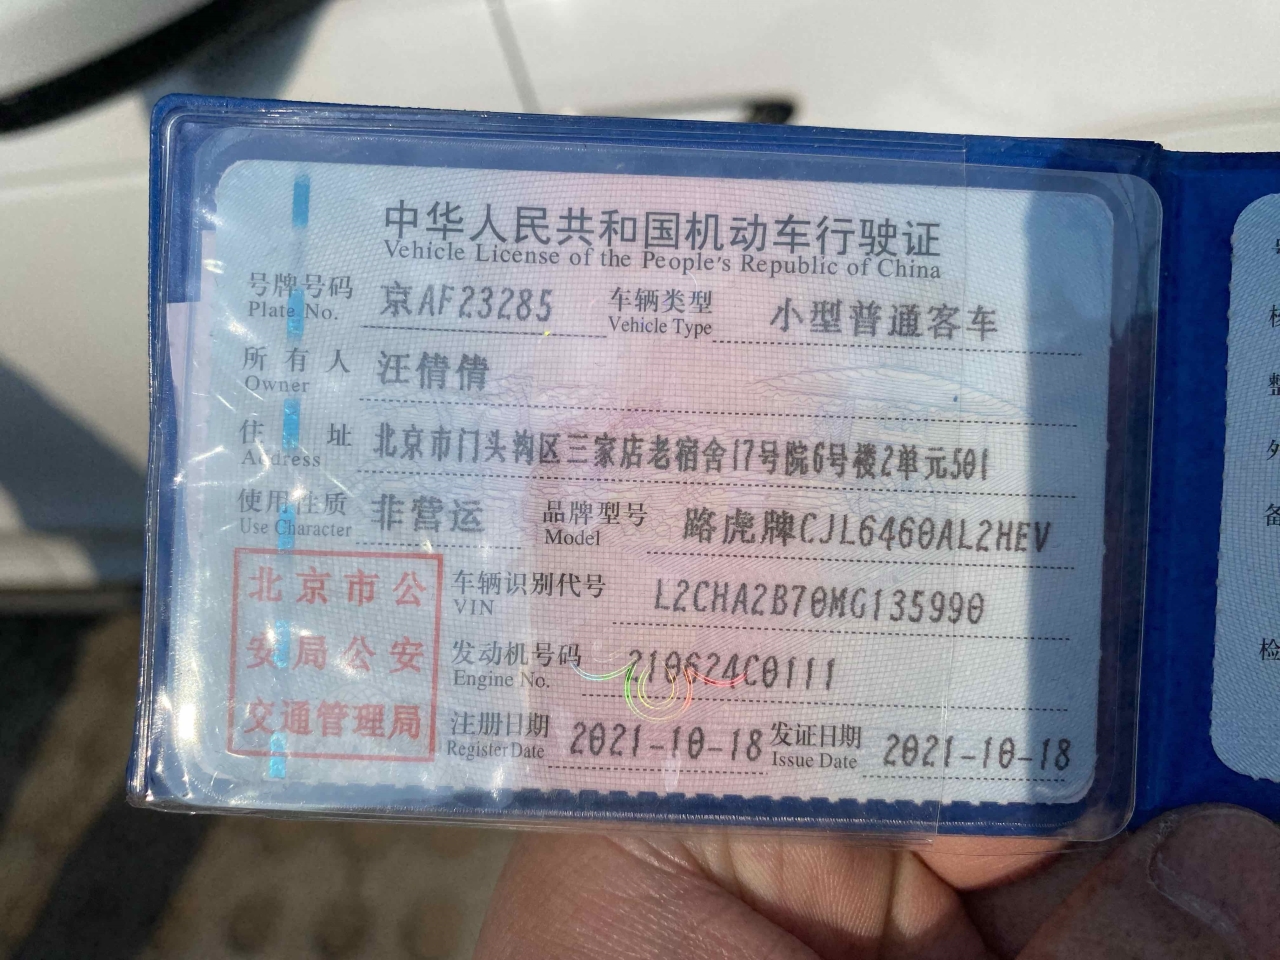 中华人民共和国机动车行驶证
Vehicle License of the People's Republic of China
号牌号码 京AF23285 车辆类型 小型普通客车
Plate No. Vehicle Type
所有人 汪倩倩
Owner
住址 北京市门头沟区三家店老宿舍17号院6号楼2单元501
Address
使用性质 非营运 品牌型号 路虎牌CJL6460AL2HEV
Use Character Model
北京市公
安局公安
交通管理局
车辆识别代号 L2CHA2B70MG135990
VIN
发动机号码 210624C0111
Engine No.
注册日期 2021-10-18 发证日期 2021-10-18
Register Date Issue Date
备
检